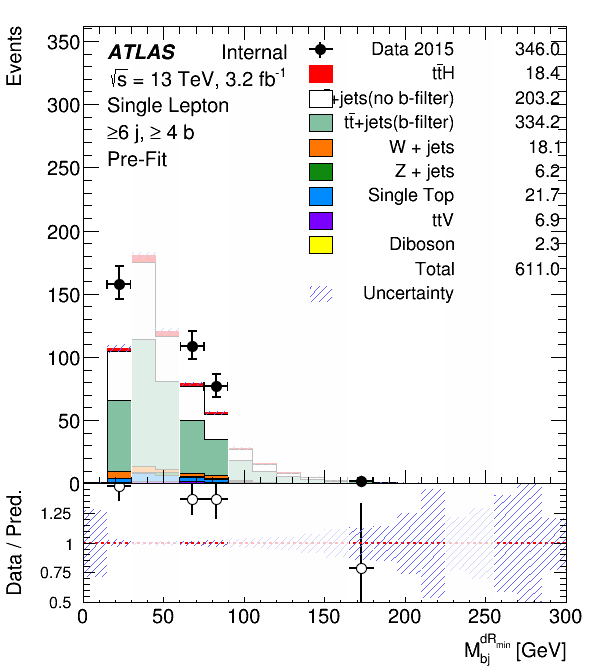 Events
ATLAS Internal
√s = 13 TeV, 3.2 fb⁻¹
Single Lepton
≥6 j, ≥ 4 b
Pre-Fit
Data 2015 346.0
tt̄H 18.4
+jets(no b-filter) 203.2
tt̄+jets(b-filter) 334.2
W + jets 18.1
Z + jets 6.2
Single Top 21.7
ttV 6.9
Diboson 2.3
Total 611.0
Uncertainty
350
300
250
200
150
100
50
0
Data / Pred.
1.25
1
0.75
0.5
0 50 100 150 200 250 300
M_bj^dR_min [GeV]